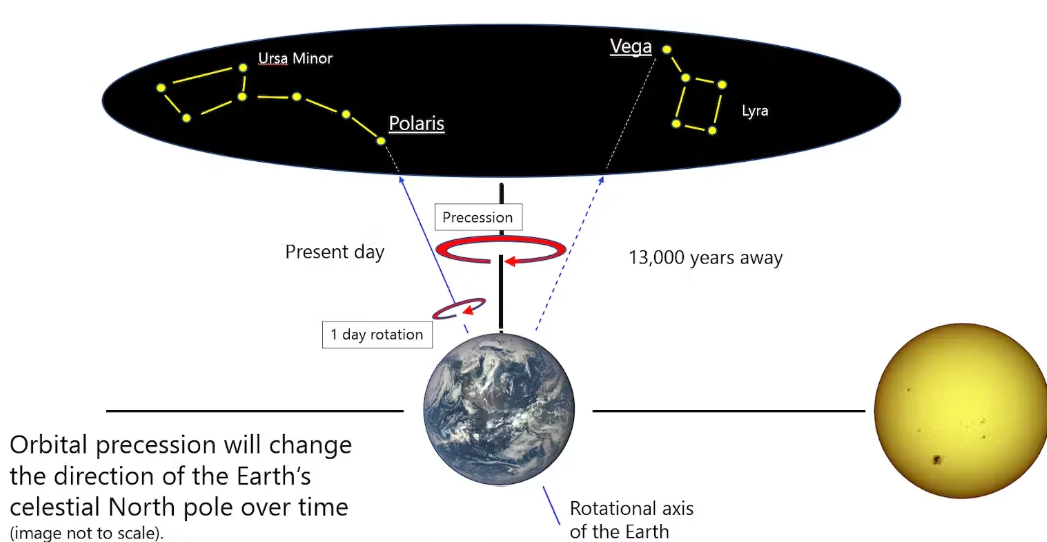 Ursa Minor
Vega
Polaris
Lyra
Precession
Present day
13,000 years away
1 day rotation
Orbital precession will change
the direction of the Earth's
celestial North pole over time
(image not to scale).
Rotational axis
of the Earth